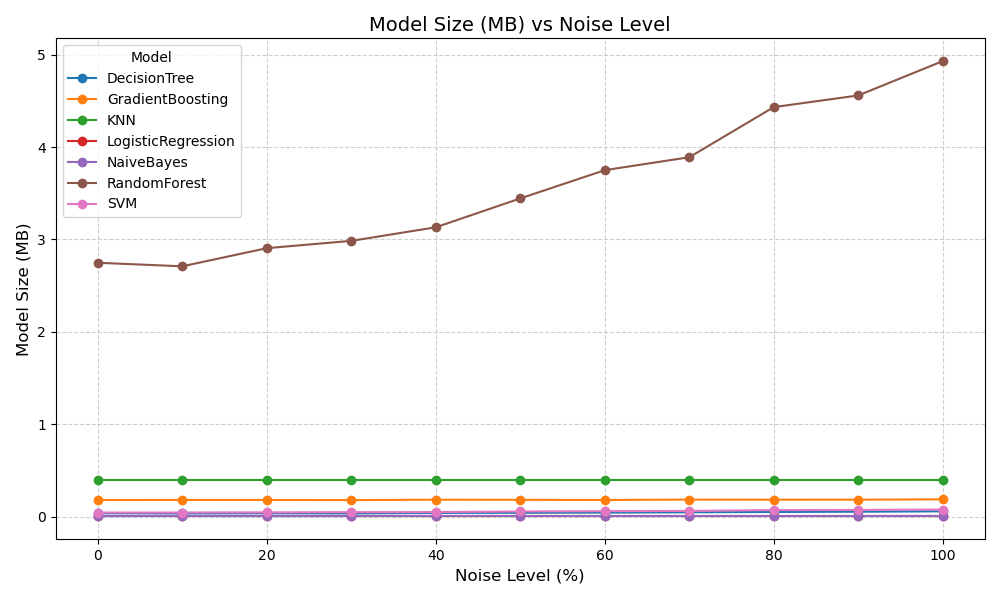 Model Size (MB) vs Noise Level
Model
DecisionTree
GradientBoosting
KNN
LogisticRegression
NaiveBayes
RandomForest
SVM
Model Size (MB)
5
4
3
2
1
0
0 20 40 60 80 100
Noise Level (%)